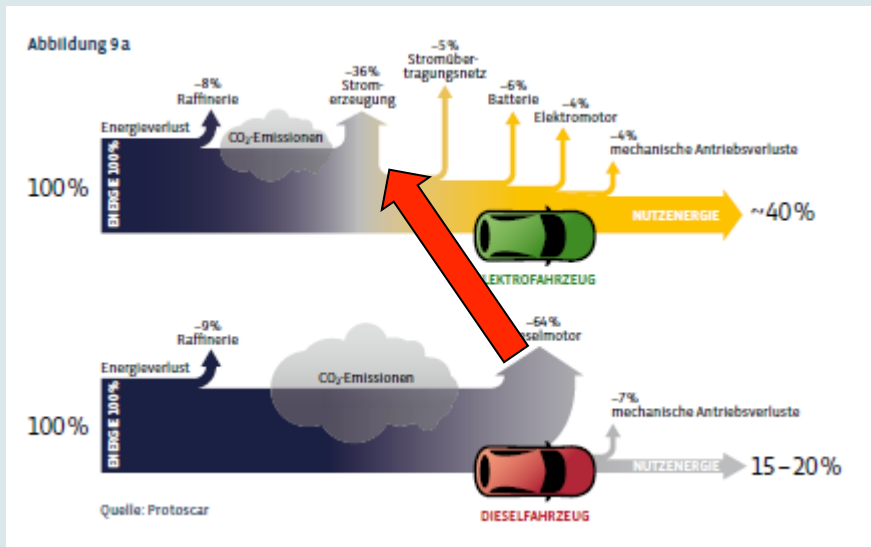 Abbildung 9a
–8%
Raffinerie
–36%
Strom-
erzeugung
–5%
Stromüber-
tragungsnetz
–6%
Batterie
–4%
Elektromotor
–4%
mechanische Antriebsverluste
Energieverlust
CO₂-Emissionen
100%
ENERGIE 100%
NUTZENERGIE
~40%
LEKTROFAHRZEUG
–9%
Raffinerie
–64%
eselmotor
Energieverlust
CO₂-Emissionen
–7%
mechanische Antriebsverluste
100%
ENERGIE 100%
NUTZENERGIE
15–20%
Quelle: Protoscar
DIESELFAHRZEUG